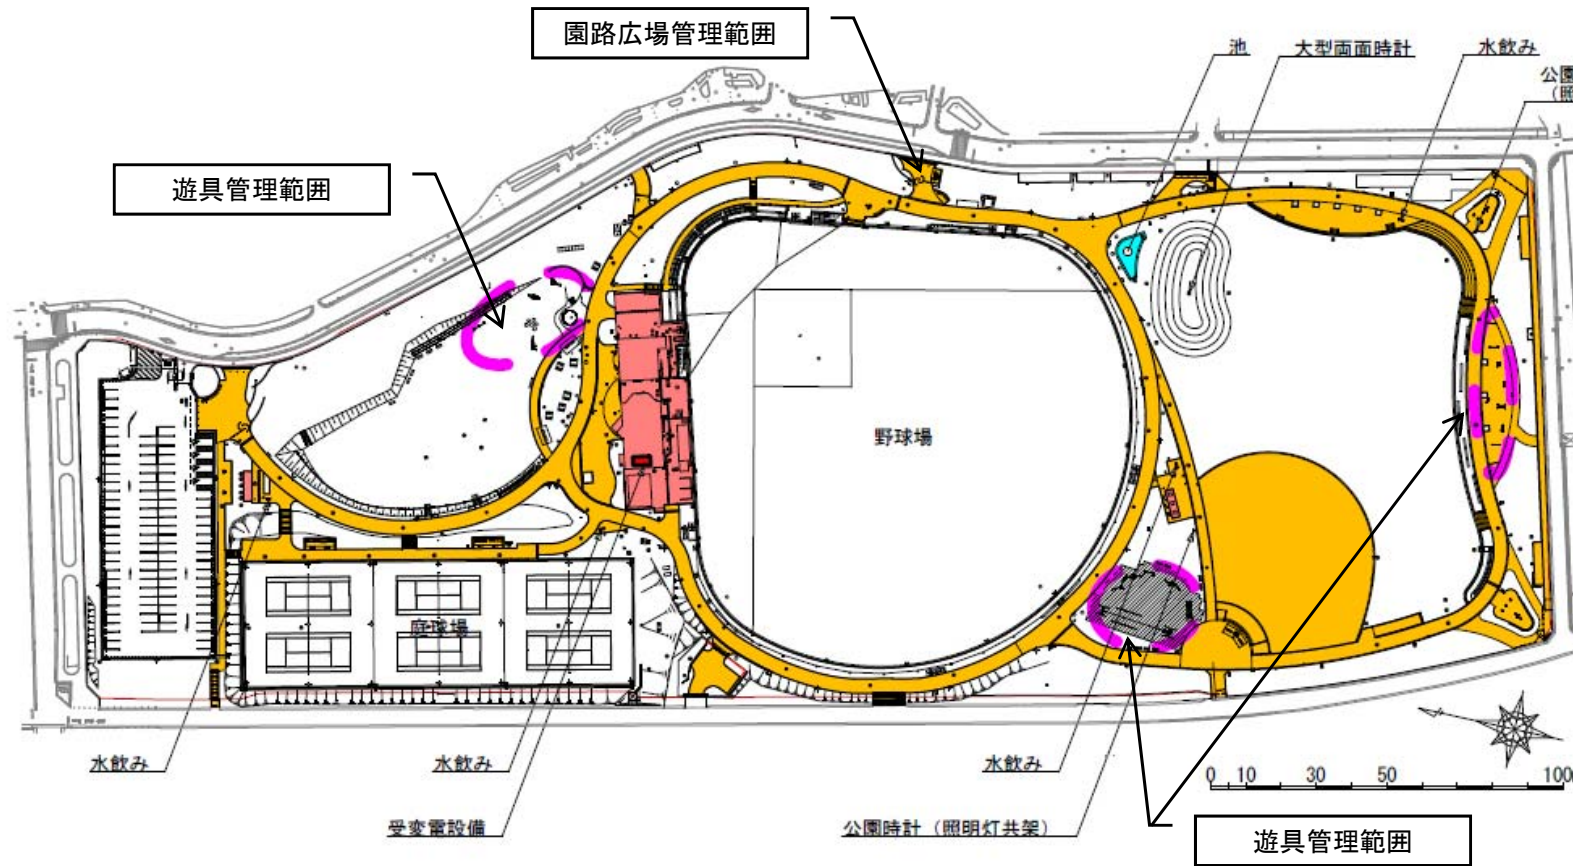 園路広場管理範囲
池
大型両面時計
水飲み
公園
(照
遊具管理範囲
野球場
庭球場
水飲み
水飲み
水飲み
0 10 30 50 100
受変電設備
公園時計（照明灯共架）
遊具管理範囲